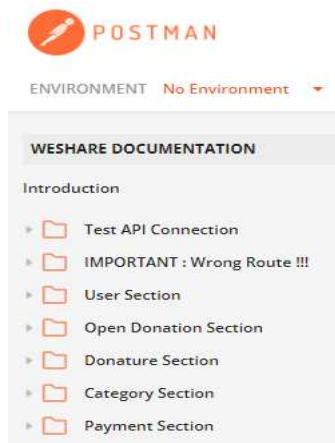 POSTMAN
ENVIRONMENT No Environment
WESHARE DOCUMENTATION
Introduction
Test API Connection
IMPORTANT : Wrong Route !!!
User Section
Open Donation Section
Donature Section
Category Section
Payment Section